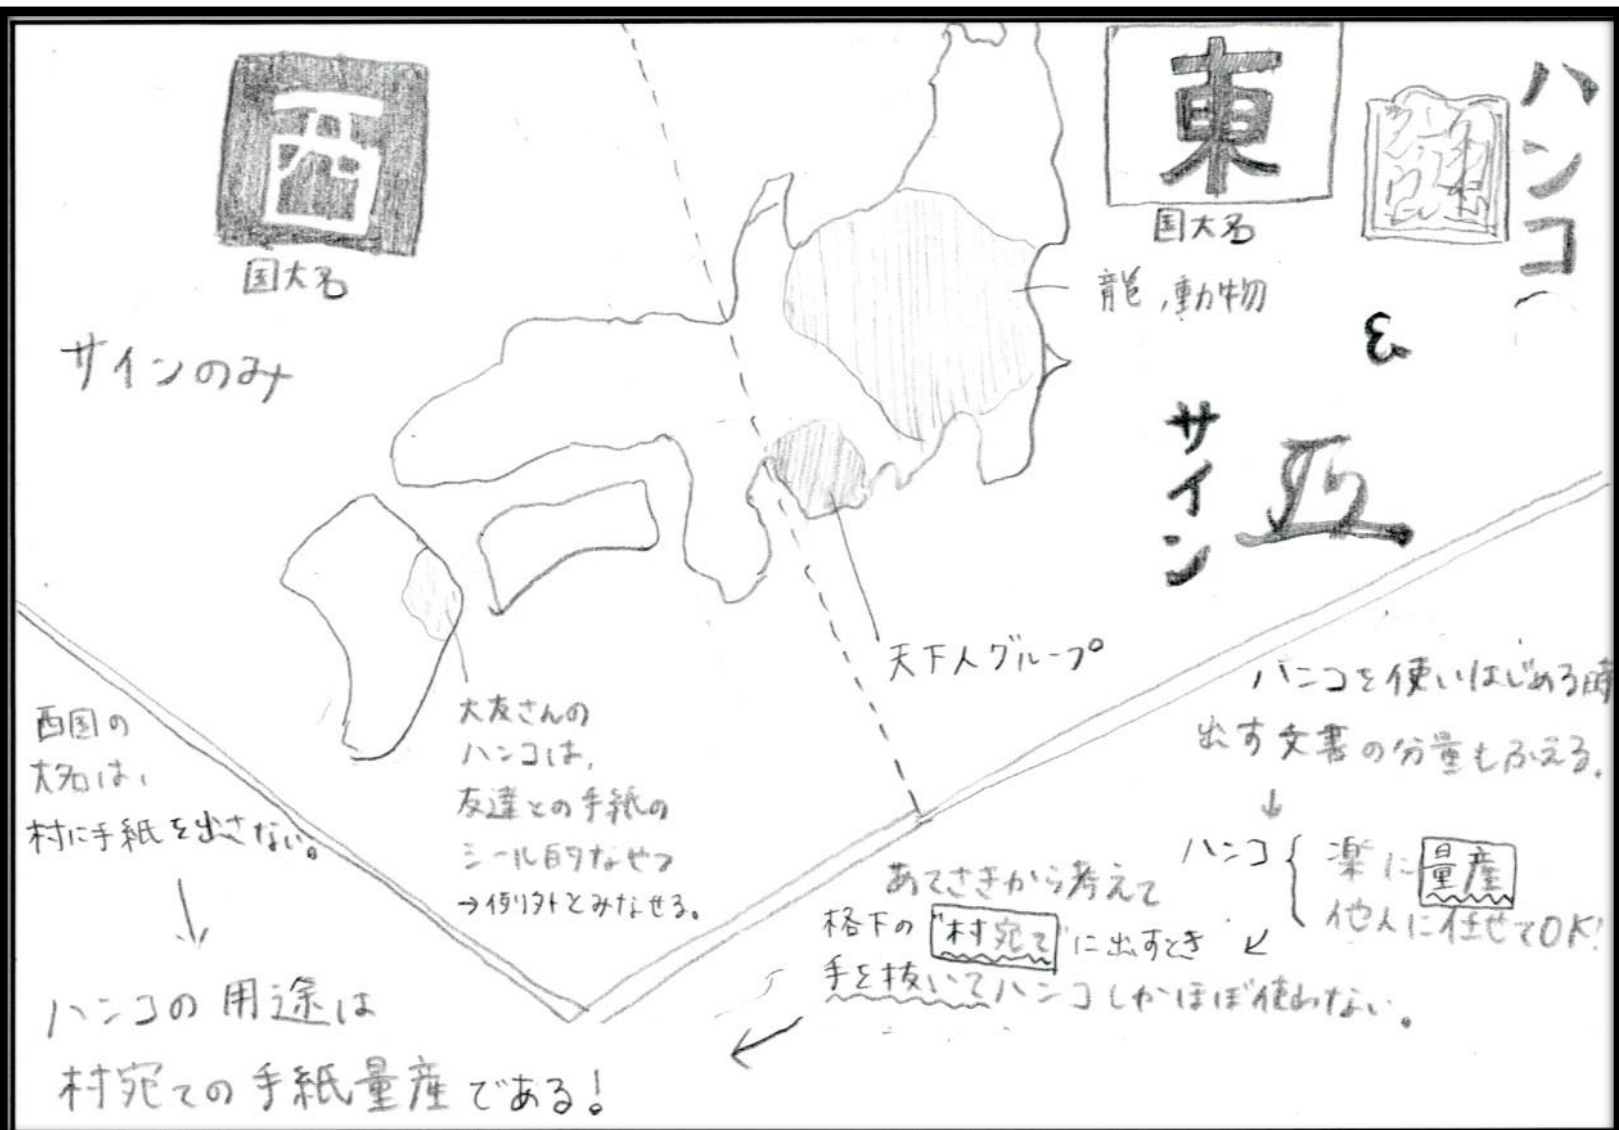 西
国大名
サインのみ
東
国大名
ハンコ
&
サイン
龍,動物
天下人グループ
大友さんの
ハンコは、
友達との手紙の
シール的なやつ
→例外とみなせる。
西国の
大名は、
村に手紙を出さない。
↓
ハンコを使いはじめる時
出す文書の分量もふえる。
↓
ハンコ { 楽に量産
他人に任せてOK!
↙
あてさきから考えて
格下の"村宛て"に出すとき
手を抜いてハンコしかほぼ使わない。
↙
ハンコの用途は
村宛ての手紙量産である!